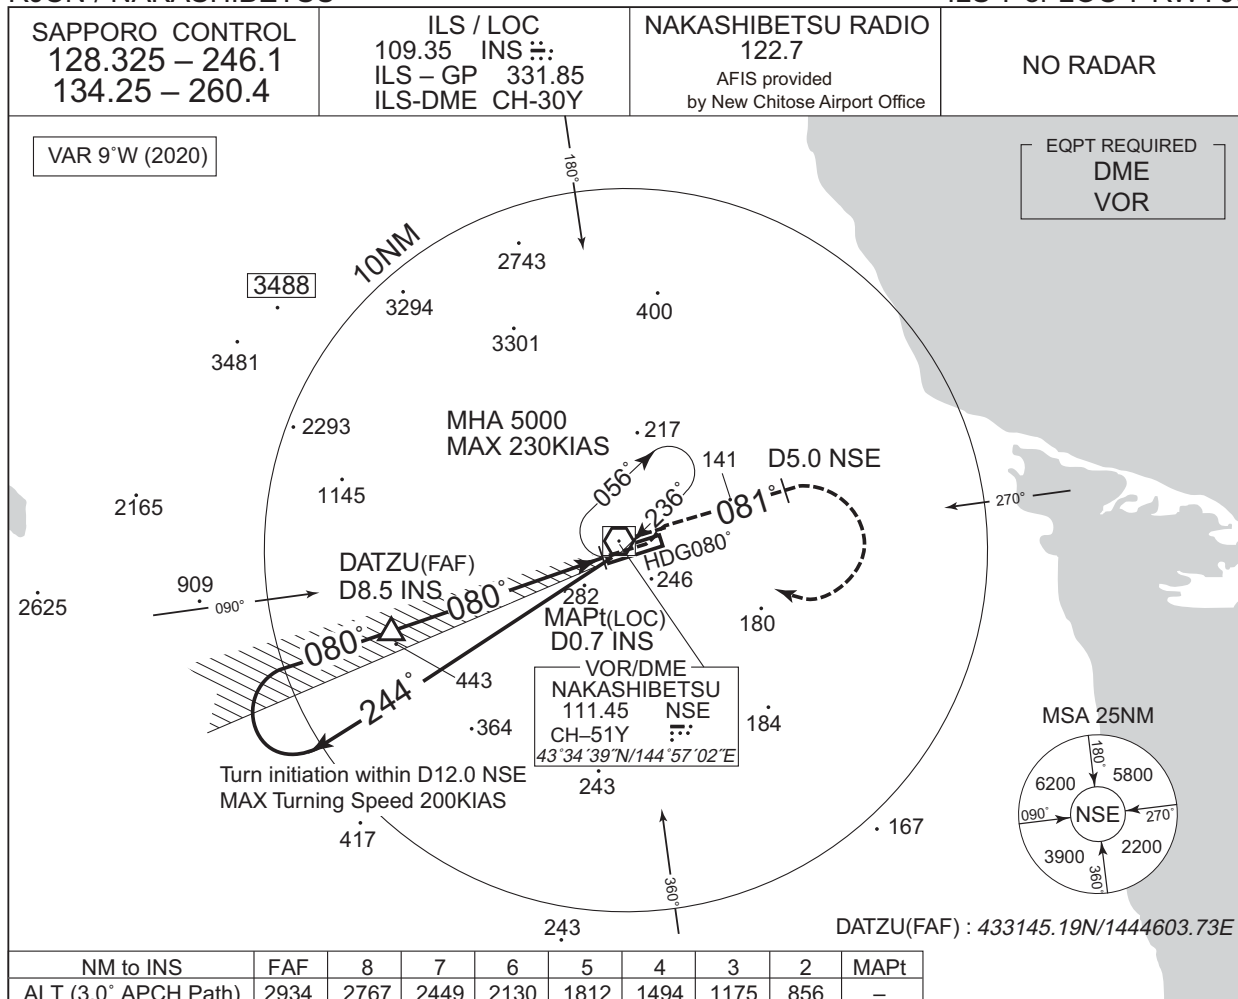 SAPPORO CONTROL
128.325 – 246.1
134.25 – 260.4
ILS / LOC
109.35 INS
ILS – GP 331.85
ILS-DME CH-30Y
NAKASHIBETSU RADIO
122.7
AFIS provided
by New Chitose Airport Office
NO RADAR
VAR 9°W (2020)
EQPT REQUIRED
DME
VOR
180°
10NM
2743
3488
3294
400
3301
3481
2293
MHA 5000
MAX 230KIAS
217
141
D5.0 NSE
056°
236°
081°
270°
1145
2165
DATZU(FAF)
D8.5 INS
HDG080°
246
909
090°
2625
080°
080°
282
MAPt(LOC)
D0.7 INS
180
443
244°
364
VOR/DME
NAKASHIBETSU
111.45 NSE
CH–51Y
43°34′39″N/144°57′02″E
184
Turn initiation within D12.0 NSE
MAX Turning Speed 200KIAS
243
417
167
360°
243
MSA 25NM
180°
6200
5800
090°
NSE
270°
3900
2200
360°
DATZU(FAF) : 433145.19N/1444603.73E
NM to INS FAF 8 7 6 5 4 3 2 MAPt
ALT (3.0° APCH Path) 2934 2767 2449 2130 1812 1494 1175 856 –